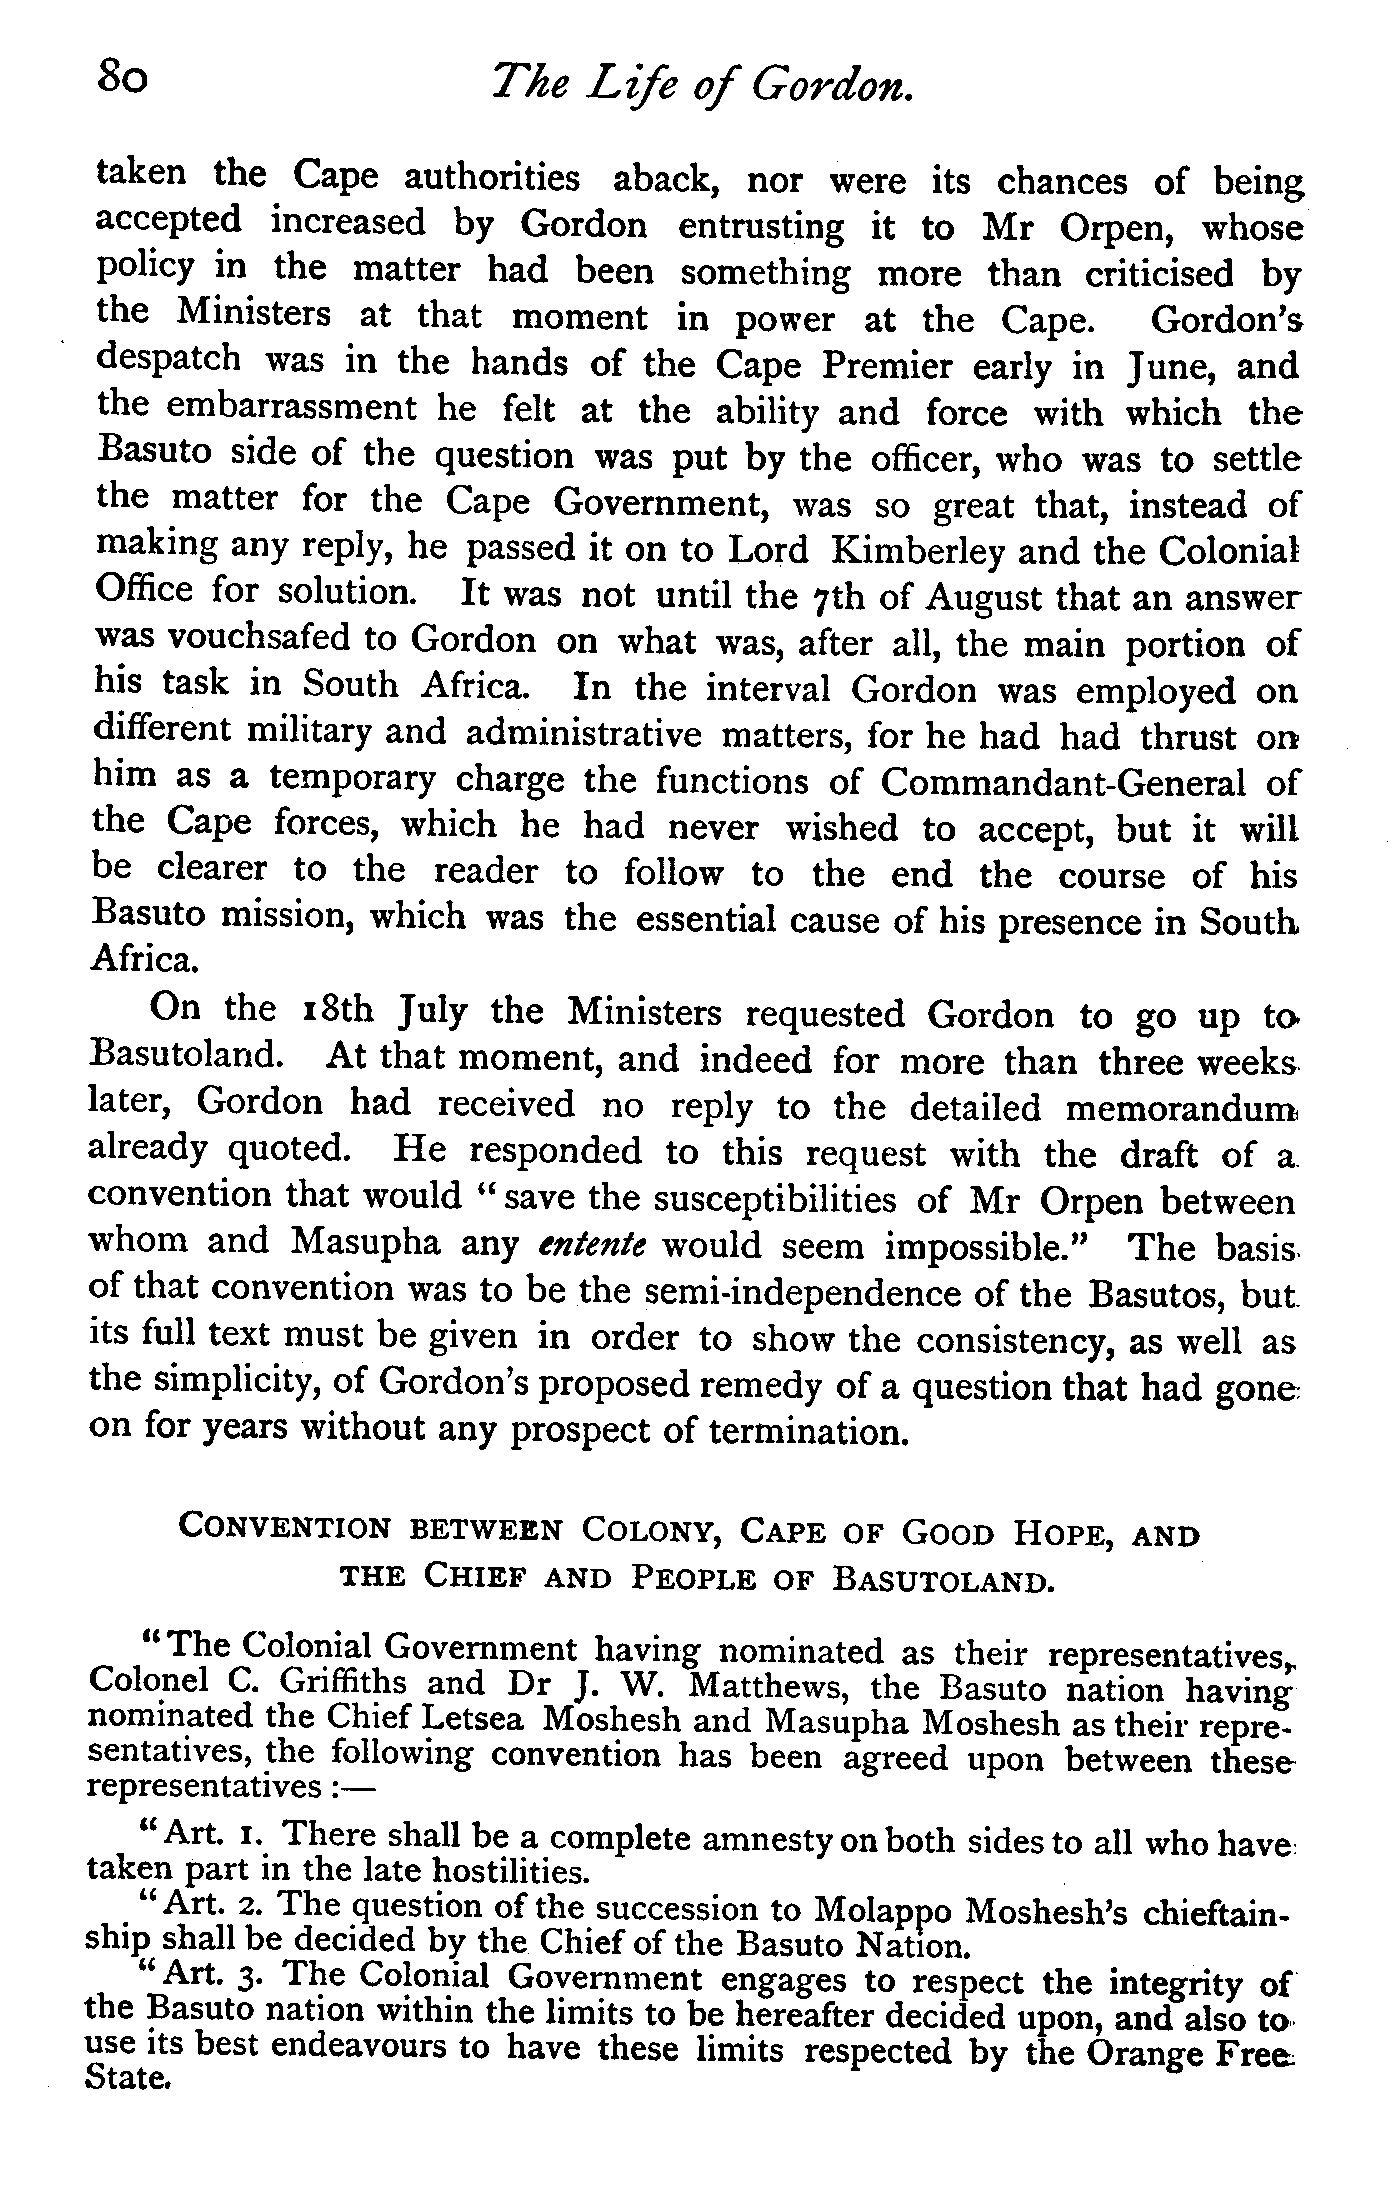 80 The Life of Gordon.
taken the Cape authorities aback, nor were its chances of being
accepted increased by Gordon entrusting it to Mr Orpen, whose
policy in the matter had been something more than criticised by
the Ministers at that moment in power at the Cape. Gordon's
despatch was in the hands of the Cape Premier early in June, and
the embarrassment he felt at the ability and force with which the
Basuto side of the question was put by the officer, who was to settle
the matter for the Cape Government, was so great that, instead of
making any reply, he passed it on to Lord Kimberley and the Colonial
Office for solution. It was not until the 7th of August that an answer
was vouchsafed to Gordon on what was, after all, the main portion of
his task in South Africa. In the interval Gordon was employed on
different military and administrative matters, for he had had thrust on
him as a temporary charge the functions of Commandant-General of
the Cape forces, which he had never wished to accept, but it will
be clearer to the reader to follow to the end the course of his
Basuto mission, which was the essential cause of his presence in South
Africa.
On the 18th July the Ministers requested Gordon to go up to
Basutoland. At that moment, and indeed for more than three weeks
later, Gordon had received no reply to the detailed memorandum
already quoted. He responded to this request with the draft of a
convention that would "save the susceptibilities of Mr Orpen between
whom and Masupha any entente would seem impossible." The basis
of that convention was to be the semi-independence of the Basutos, but
its full text must be given in order to show the consistency, as well as
the simplicity, of Gordon's proposed remedy of a question that had gone
on for years without any prospect of termination.
CONVENTION BETWEEN COLONY, CAPE OF GOOD HOPE, AND
THE CHIEF AND PEOPLE OF BASUTOLAND.
"The Colonial Government having nominated as their representatives,
Colonel C. Griffiths and Dr J. W. Matthews, the Basuto nation having
nominated the Chief Letsea Moshesh and Masupha Moshesh as their repre-
sentatives, the following convention has been agreed upon between these
representatives:—
"Art. 1. There shall be a complete amnesty on both sides to all who have
taken part in the late hostilities.
"Art. 2. The question of the succession to Molappo Moshesh's chieftain-
ship shall be decided by the Chief of the Basuto Nation.
"Art. 3. The Colonial Government engages to respect the integrity of
the Basuto nation within the limits to be hereafter decided upon, and also to
use its best endeavours to have these limits respected by the Orange Free
State.